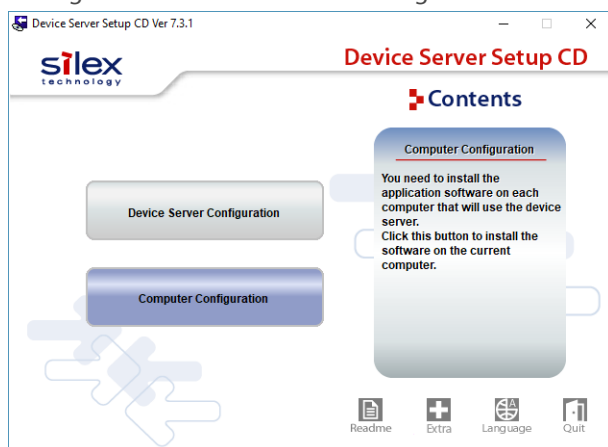 Device Server Setup CD Ver 7.3.1
silex
technology
Device Server Setup CD
Contents
Device Server Configuration
Computer Configuration
Computer Configuration
You need to install the
application software on each
computer that will use the device
server.
Click this button to install the
software on the current
computer.
Readme
Extra
Language
Quit